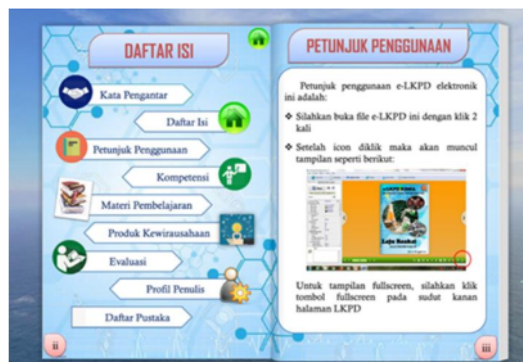 DAFTAR ISI
Kata Pengantar
Daftar Isi
Petunjuk Penggunaan
Kompetensi
Materi Pembelajaran
Produk Kewirausahaan
Evaluasi
Profil Penulis
Daftar Pustaka
ii
PETUNJUK PENGGUNAAN
Petunjuk penggunaan e-LKPD elektronik
ini adalah:
❖ Silahkan buka file e-LKPD ini dengan klik 2
kali
❖ Setelah icon diklik maka akan muncul
tampilan seperti berikut:
Laju Reaksi
Untuk tampilan fullscreen, silahkan klik
tombol fullscreen pada sudut kanan
halaman LKPD
iii